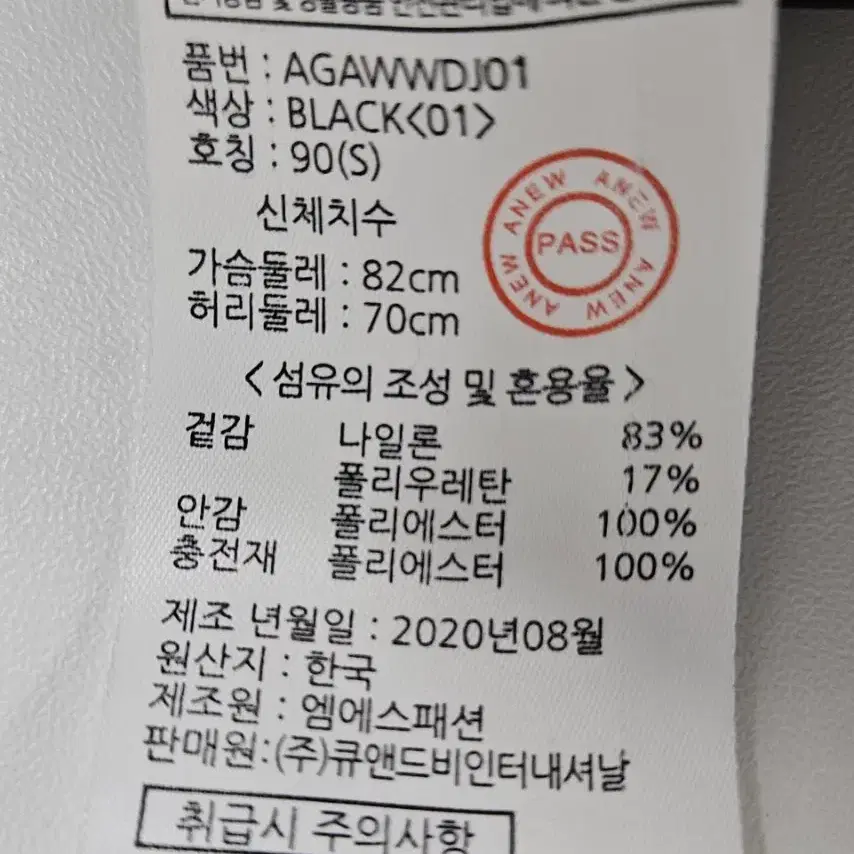 품번 : AGAWWDJ01
색상 : BLACK<01>
호칭 : 90(S)
신체치수
가슴둘레 : 82cm
허리둘레 : 70cm
ANEW ANEW ANEW ANEW ANEW
PASS
<섬유의 조성 및 혼용율>
겉감 나일론 83%
폴리우레탄 17%
안감 폴리에스터 100%
충전재 폴리에스터 100%
제조 년월일 : 2020년08월
원산지 : 한국
제조원 : 엠에스패션
판매원:(주)큐앤드비인터내셔날
취급시 주의사항